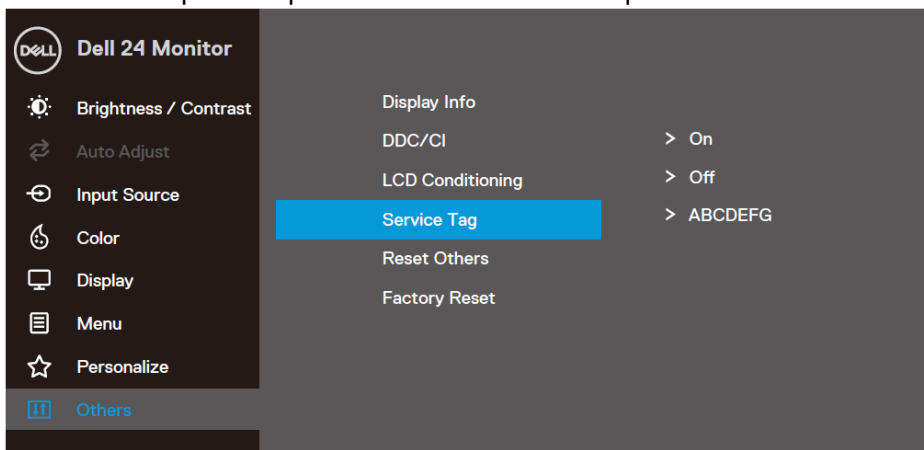 DELL Dell 24 Monitor
Brightness / Contrast
Auto Adjust
Input Source
Color
Display
Menu
Personalize
Others
Display Info
DDC/CI > On
LCD Conditioning > Off
Service Tag > ABCDEFG
Reset Others
Factory Reset